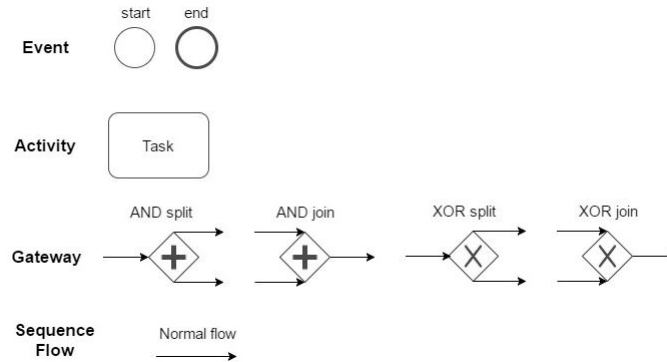 start end
Event
Activity
Task
AND split AND join XOR split XOR join
Gateway
Sequence
Flow
Normal flow